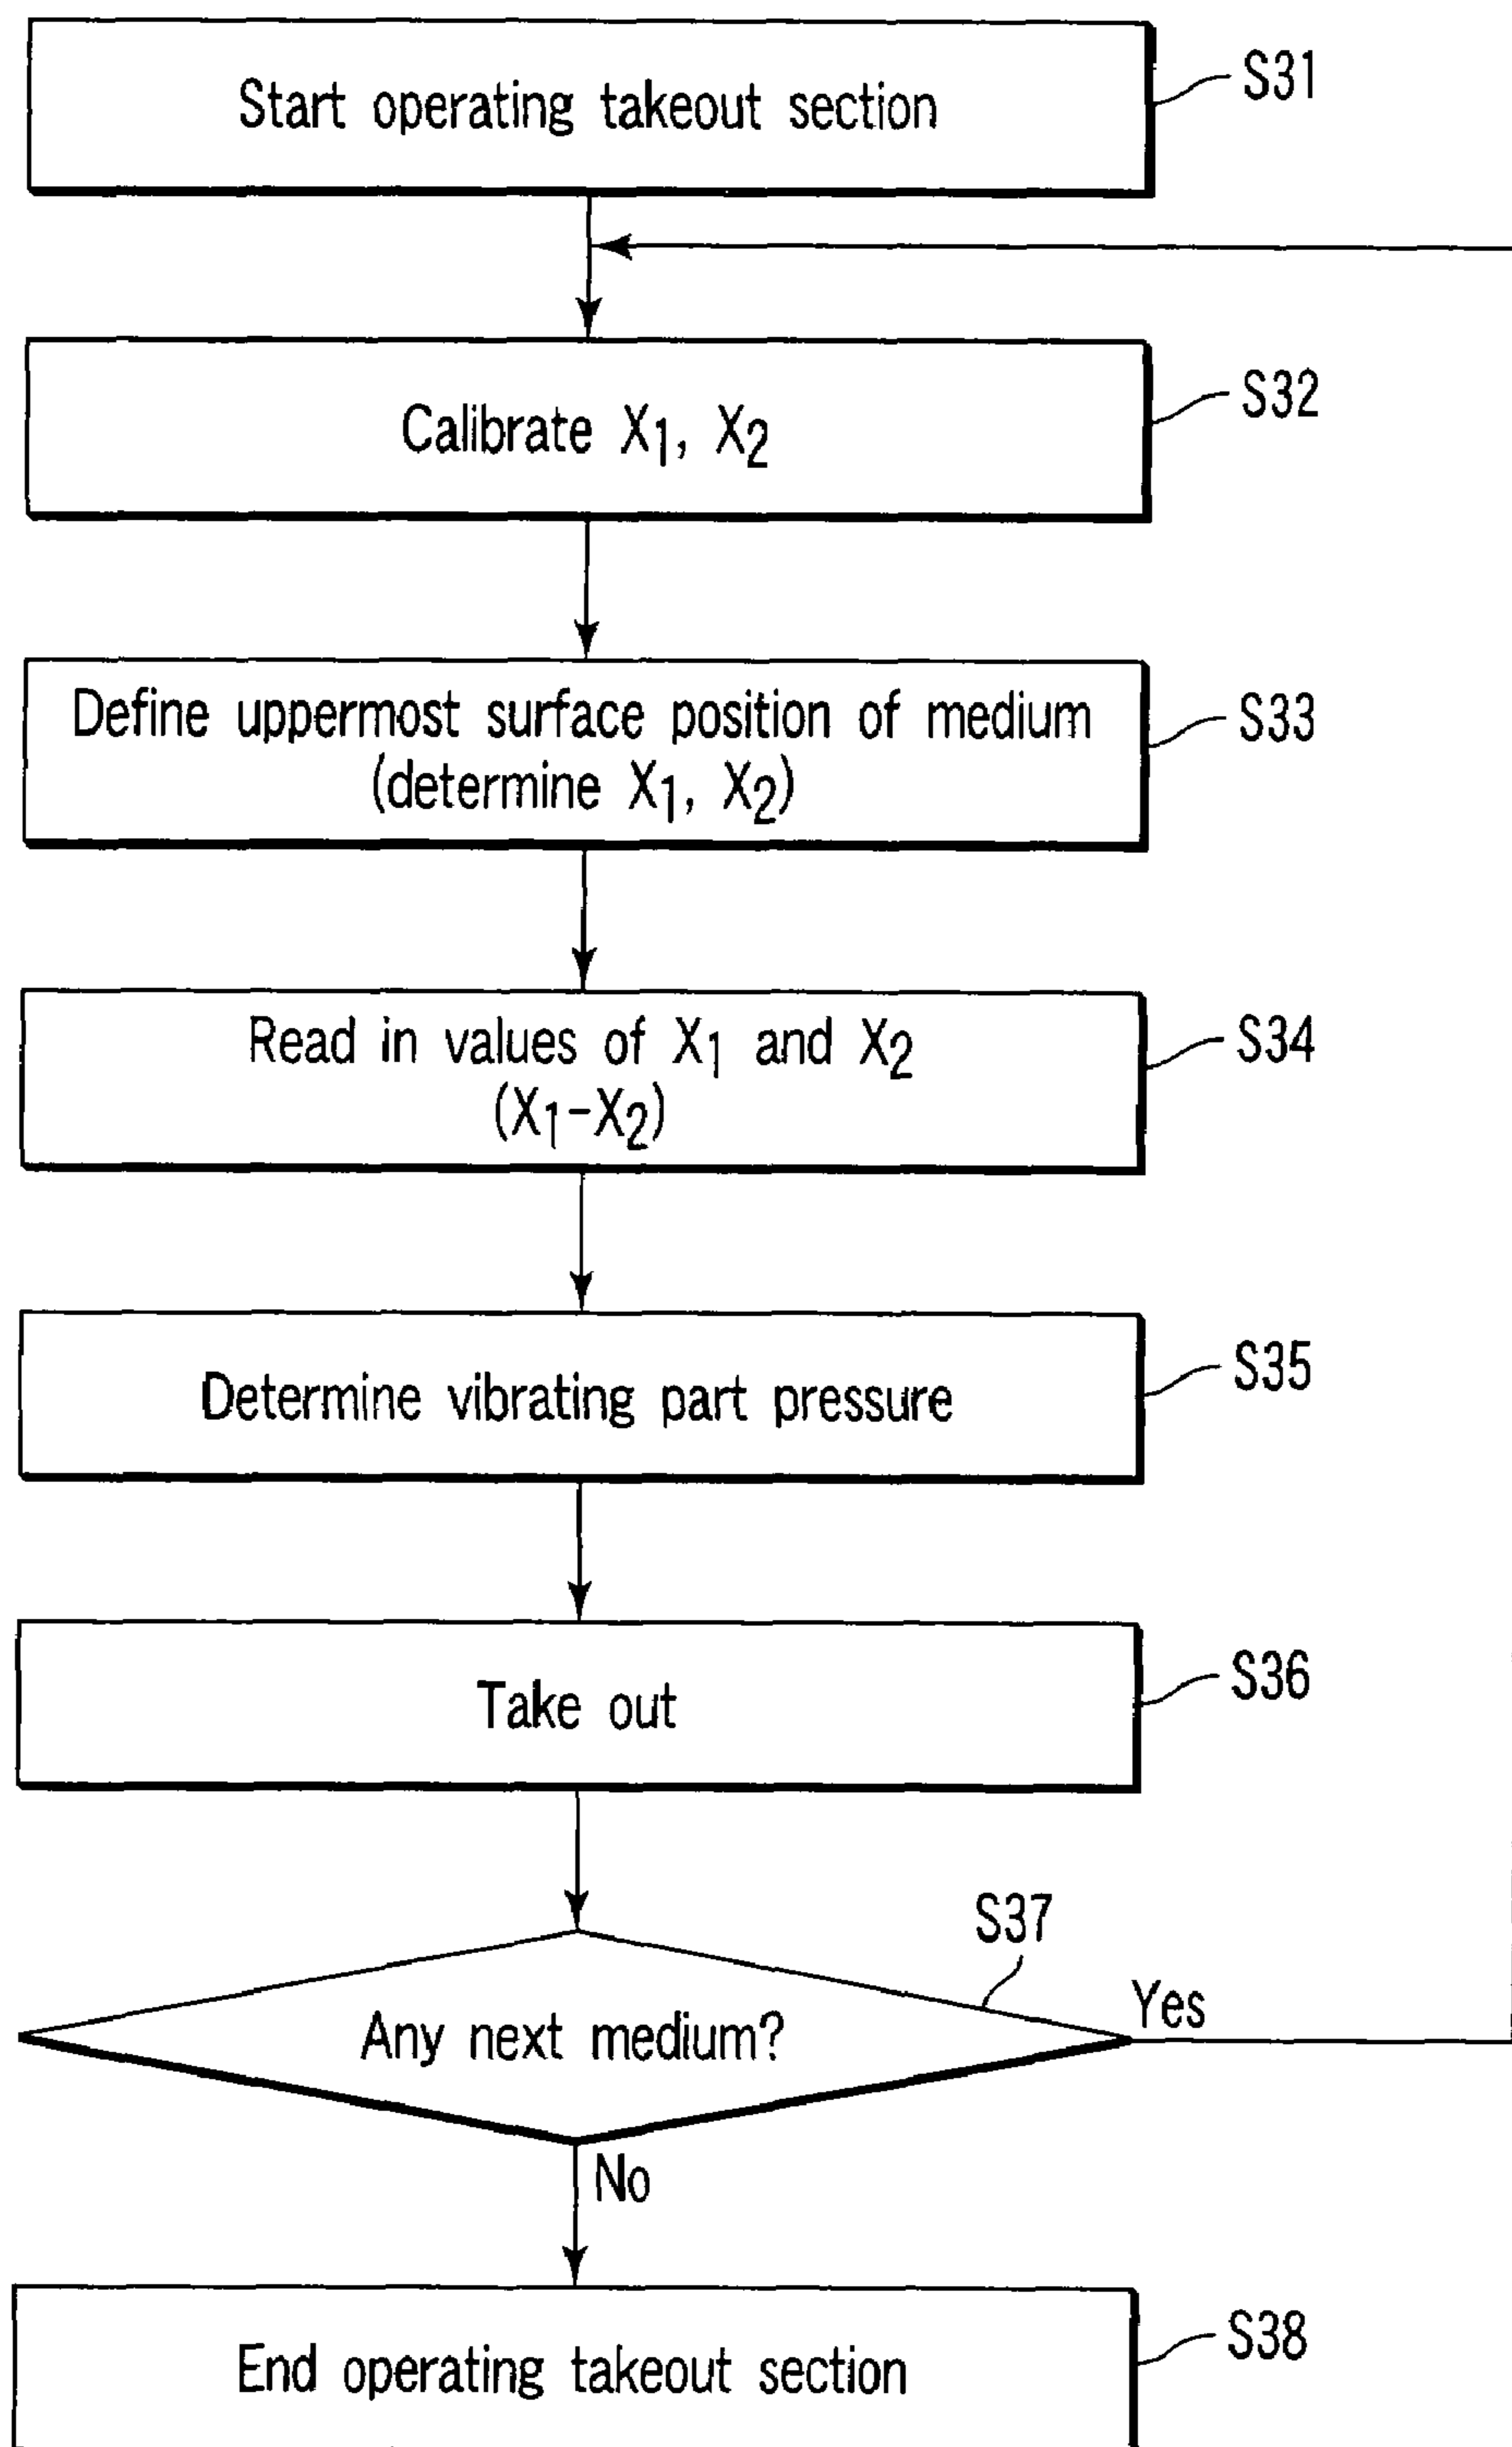 Start operating takeout section
S31
Calibrate X1, X2
S32
Define uppermost surface position of medium
(determine X1, X2)
S33
Read in values of X1 and X2
(X1-X2)
S34
Determine vibrating part pressure
S35
Take out
S36
S37
Any next medium?
Yes
No
End operating takeout section
S38